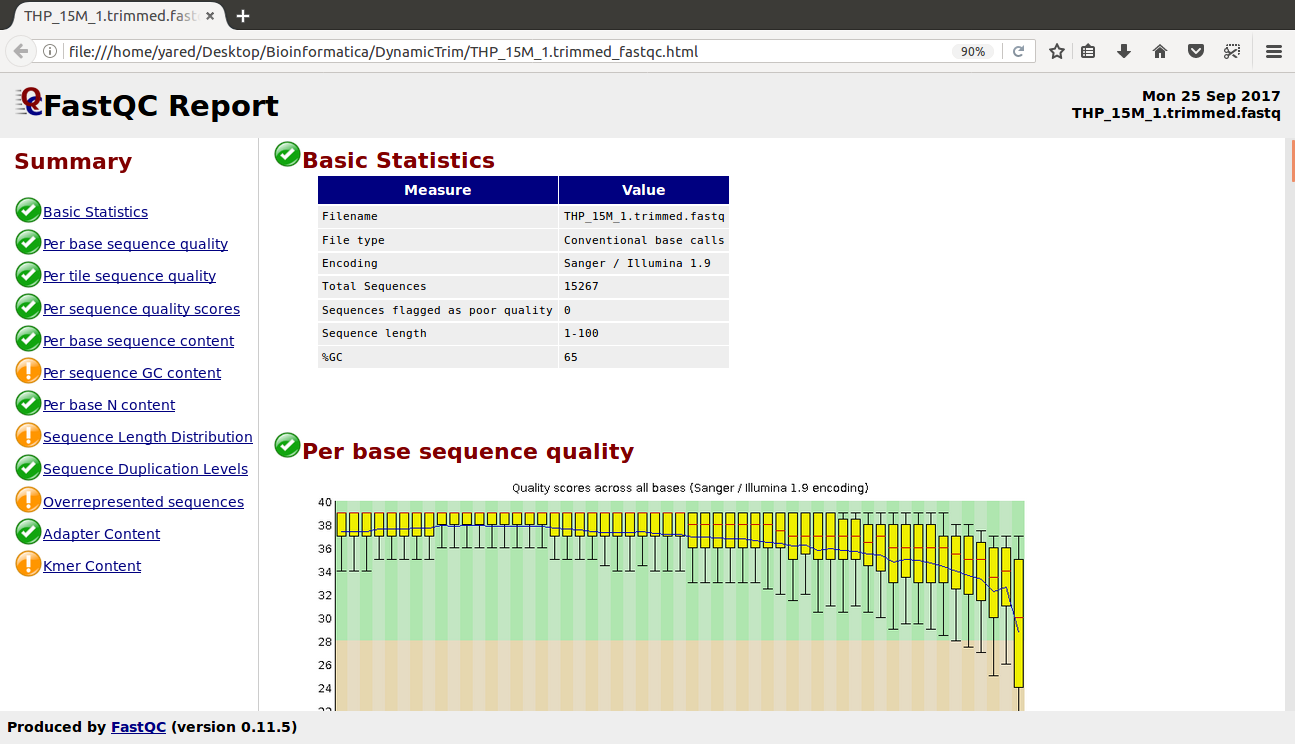 THP_15M_1.trimmed.fast
file:///home/yared/Desktop/Bioinformatica/DynamicTrim/THP_15M_1.trimmed_fastqc.html 90%
FastQC Report
Mon 25 Sep 2017
THP_15M_1.trimmed.fastq
Summary
Basic Statistics
Per base sequence quality
Per tile sequence quality
Per sequence quality scores
Per base sequence content
Per sequence GC content
Per base N content
Sequence Length Distribution
Sequence Duplication Levels
Overrepresented sequences
Adapter Content
Kmer Content
Basic Statistics
Measure Value
Filename THP_15M_1.trimmed.fastq
File type Conventional base calls
Encoding Sanger / Illumina 1.9
Total Sequences 15267
Sequences flagged as poor quality 0
Sequence length 1-100
%GC 65
Per base sequence quality
Quality scores across all bases (Sanger / Illumina 1.9 encoding)
40
38
36
34
32
30
28
26
24
22
Produced by FastQC (version 0.11.5)